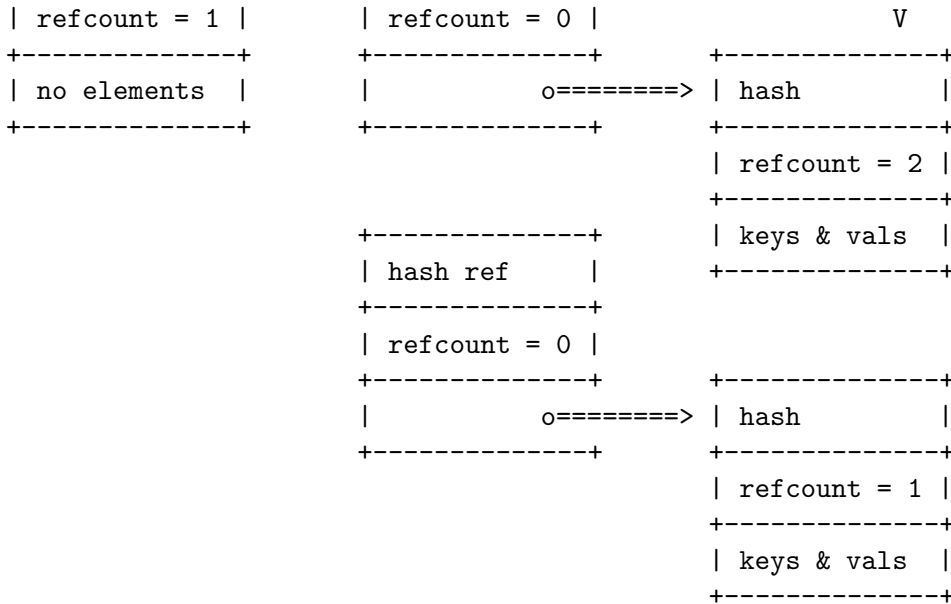 | refcount = 1 |      | refcount = 0 |                V
+--------------+      +--------------+      +--------------+
| no elements  |      |          o========> | hash         |
+--------------+      +--------------+      +--------------+
                                            | refcount = 2 |
                                            +--------------+
                      +--------------+      | keys & vals  |
                      | hash ref     |      +--------------+
                      +--------------+
                      | refcount = 0 |
                      +--------------+      +--------------+
                      |          o========> | hash         |
                      +--------------+      +--------------+
                                            | refcount = 1 |
                                            +--------------+
                                            | keys & vals  |
                                            +--------------+